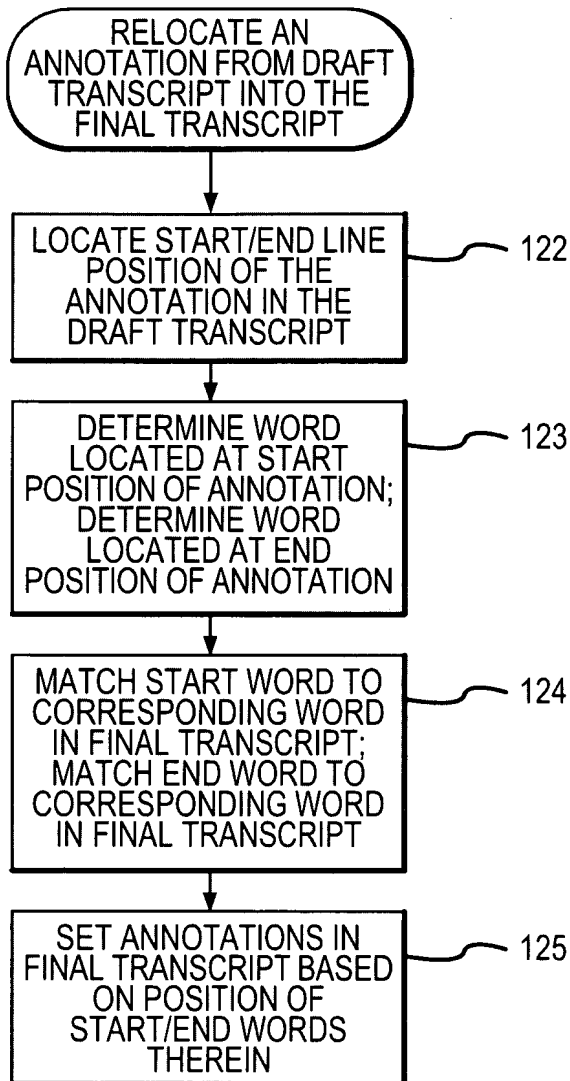 RELOCATE AN
ANNOTATION FROM DRAFT
TRANSCRIPT INTO THE
FINAL TRANSCRIPT
LOCATE START/END LINE
POSITION OF THE
ANNOTATION IN THE
DRAFT TRANSCRIPT
122
DETERMINE WORD
LOCATED AT START
POSITION OF ANNOTATION;
DETERMINE WORD
LOCATED AT END
POSITION OF ANNOTATION
123
MATCH START WORD TO
CORRESPONDING WORD
IN FINAL TRANSCRIPT;
MATCH END WORD TO
CORRESPONDING WORD
IN FINAL TRANSCRIPT
124
SET ANNOTATIONS IN
FINAL TRANSCRIPT BASED
ON POSITION OF
START/END WORDS
THEREIN
125